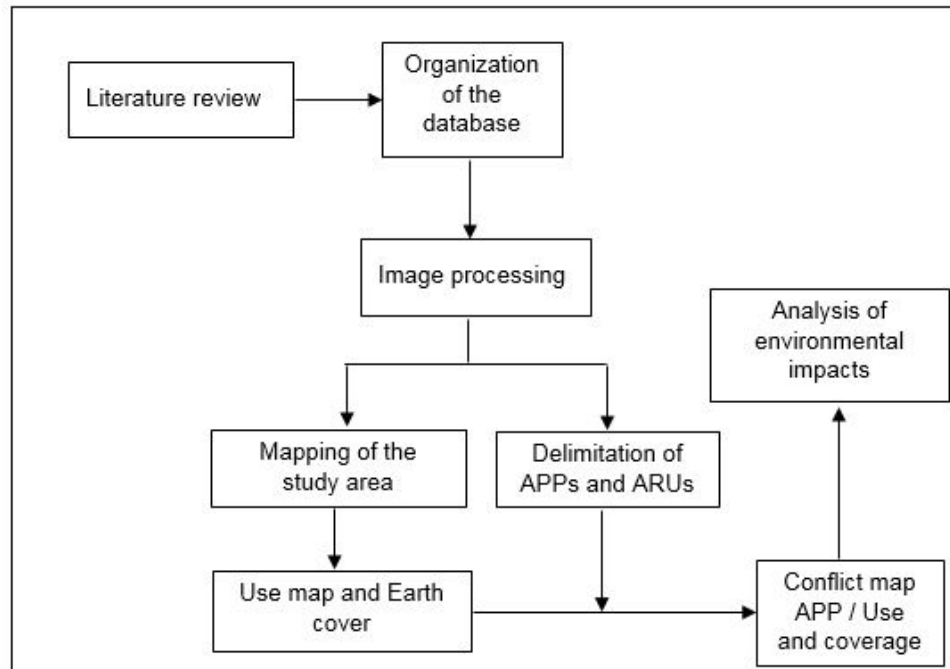 Literature review
Organization
of the
database
Image processing
Mapping of the
study area
Delimitation of
APPs and ARUs
Use map and Earth
cover
Conflict map
APP / Use
and coverage
Analysis of
environmental
impacts